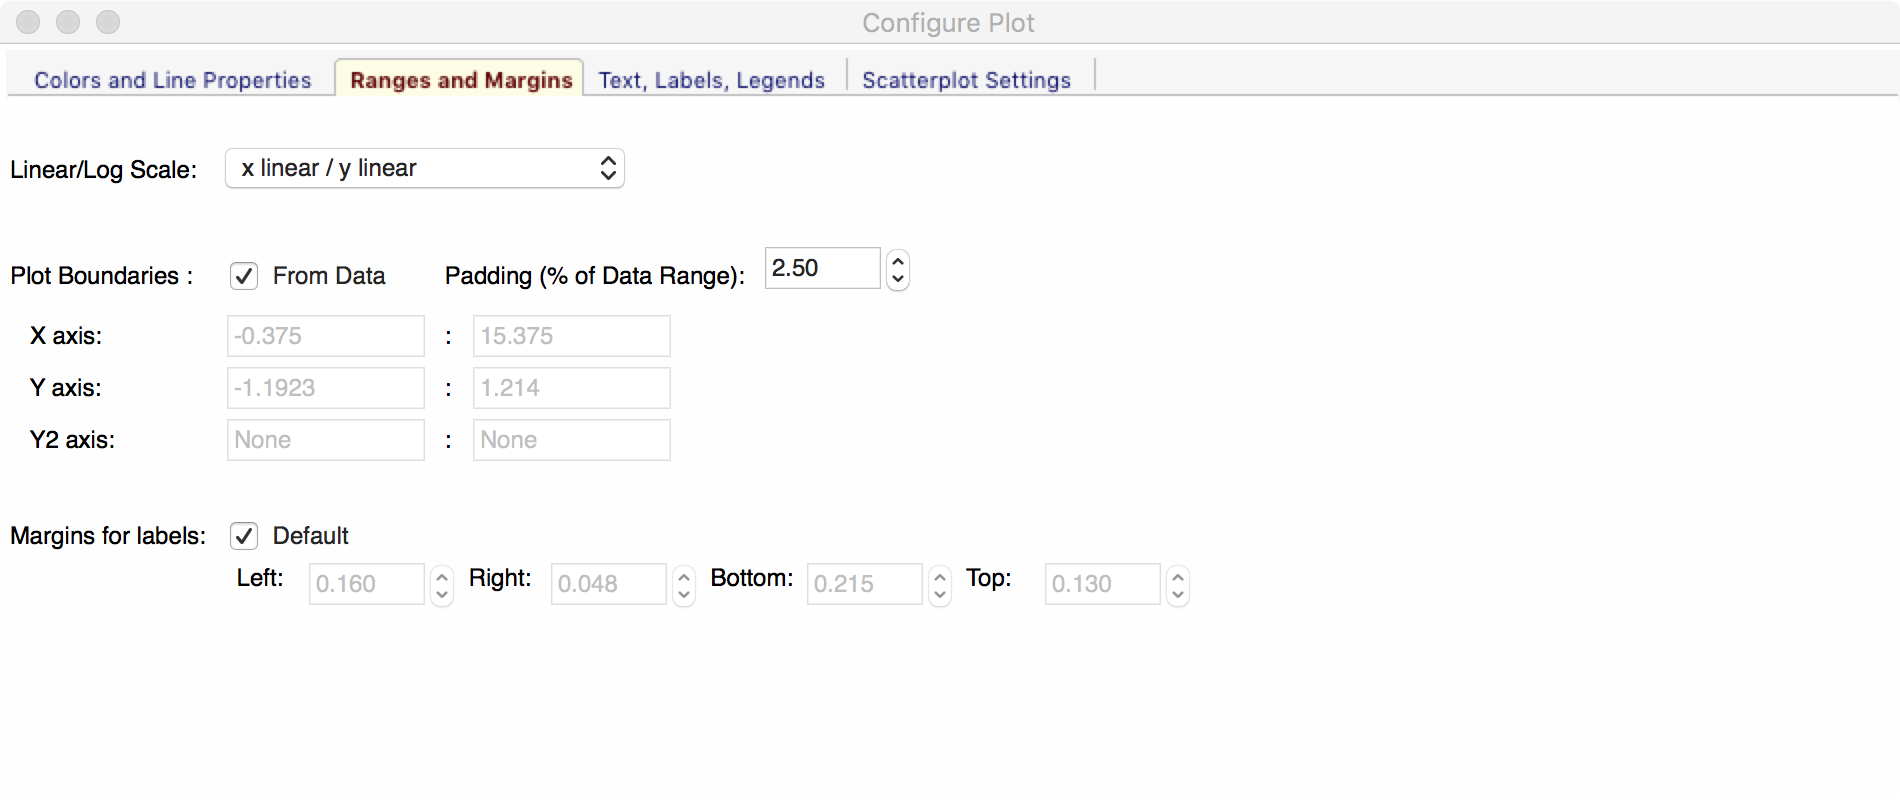 Configure Plot
Colors and Line Properties Ranges and Margins Text, Labels, Legends Scatterplot Settings
Linear/Log Scale: x linear / y linear
Plot Boundaries : From Data Padding (% of Data Range): 2.50
X axis: -0.375 : 15.375
Y axis: -1.1923 : 1.214
Y2 axis: None : None
Margins for labels: Default
Left: 0.160 Right: 0.048 Bottom: 0.215 Top: 0.130